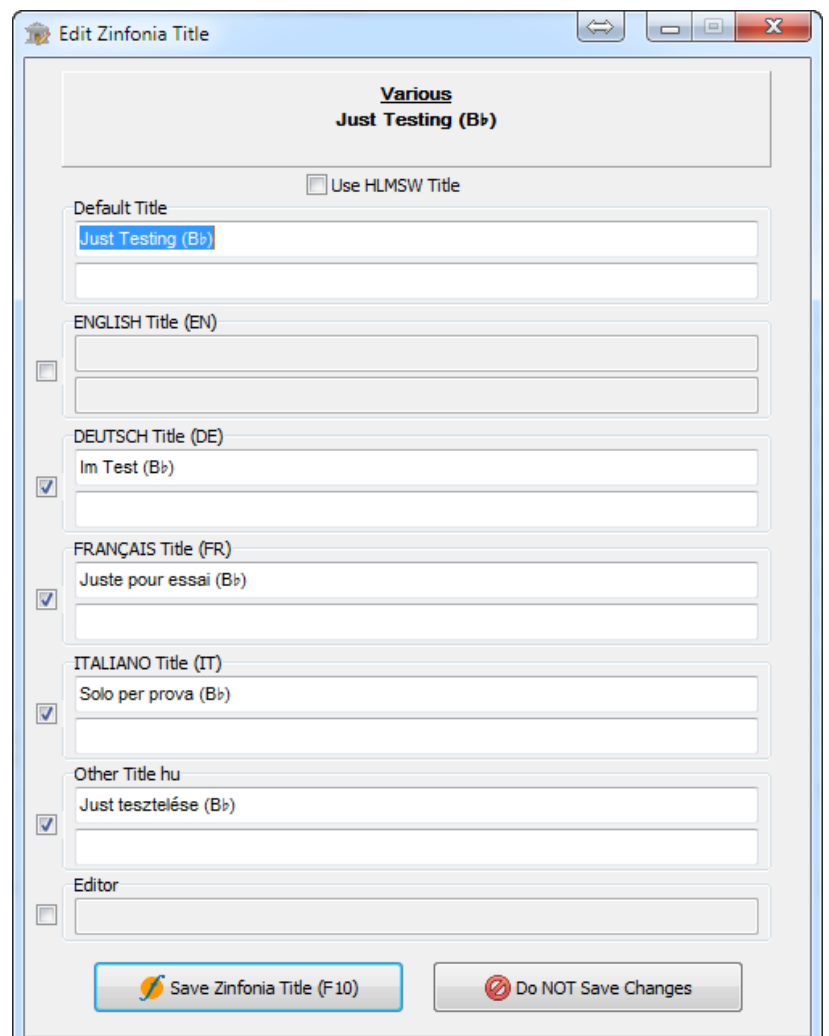 Edit Zinfonia Title
Various
Just Testing (B♭)
Use HLMSW Title
Default Title
Just Testing (B♭)
ENGLISH Title (EN)
DEUTSCH Title (DE)
Im Test (B♭)
FRANÇAIS Title (FR)
Juste pour essai (B♭)
ITALIANO Title (IT)
Solo per prova (B♭)
Other Title hu
Just tesztelése (B♭)
Editor
Save Zinfonia Title (F10)
Do NOT Save Changes